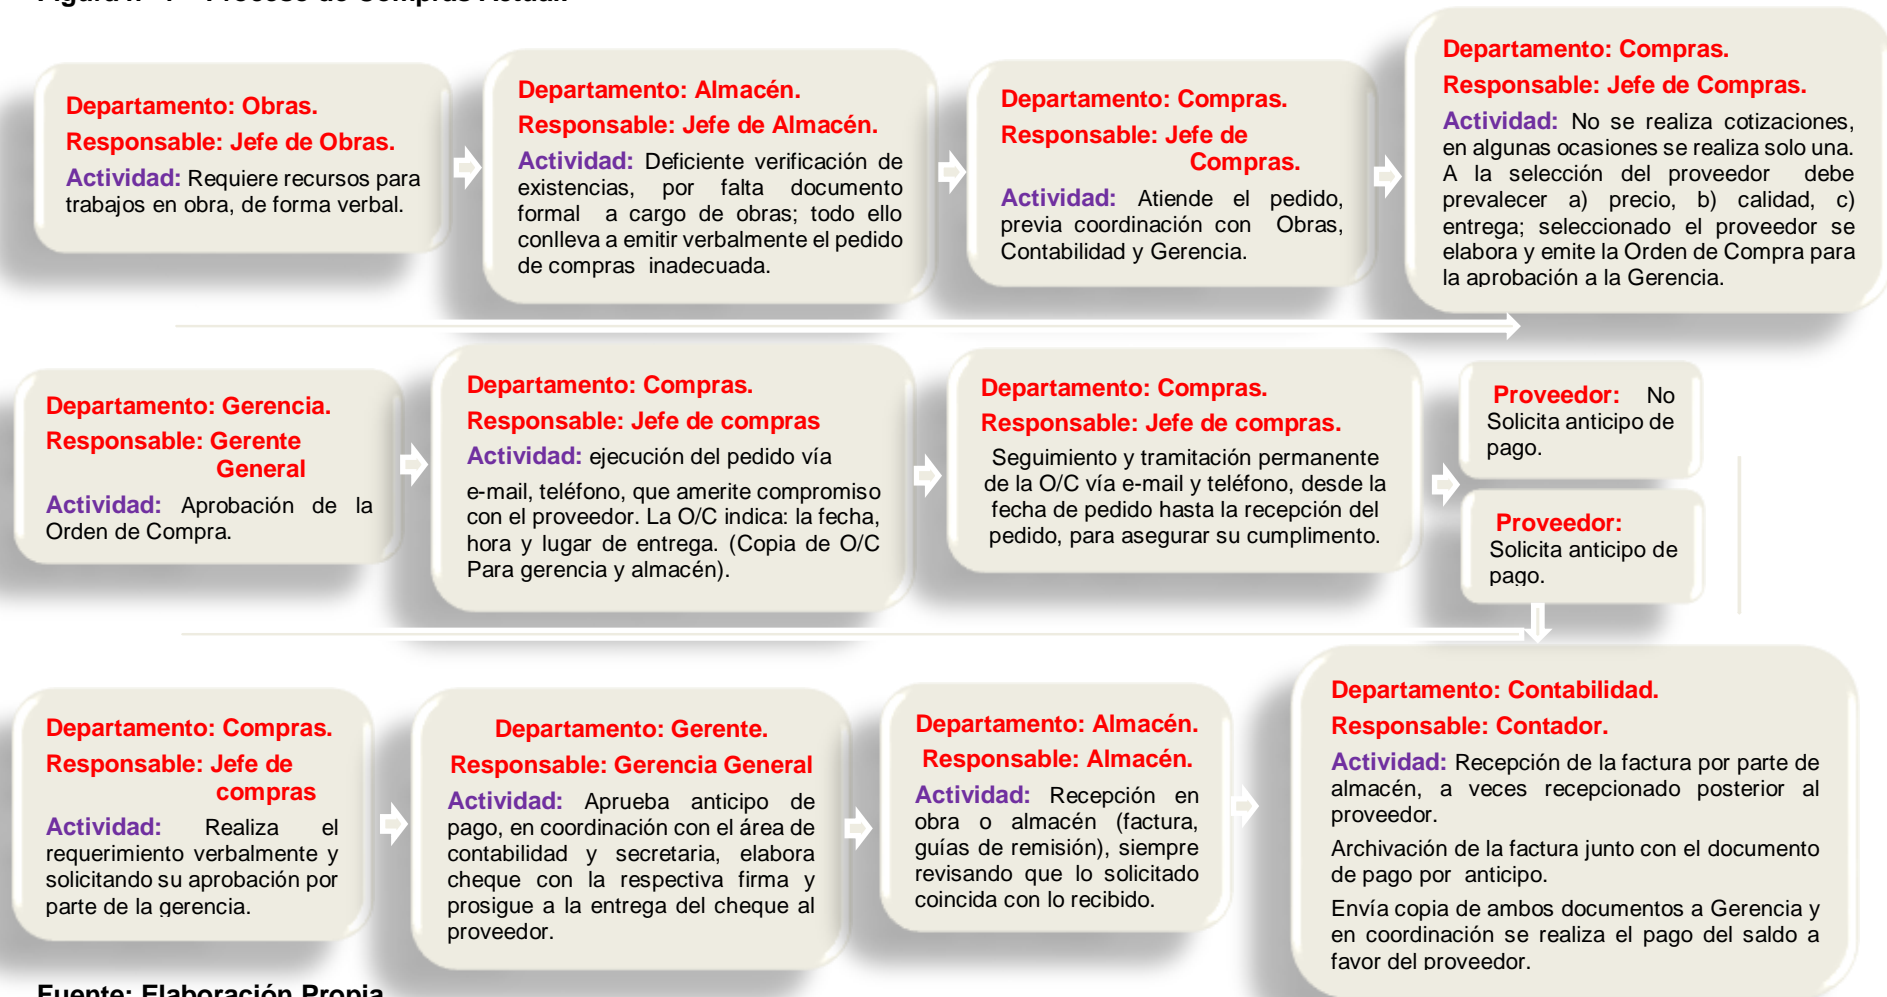 Figura n° 1 – Proceso de Compras Actual.
Departamento: Obras.
Responsable: Jefe de Obras.
Actividad: Requiere recursos para
trabajos en obra, de forma verbal.
Departamento: Almacén.
Responsable: Jefe de Almacén.
Actividad: Deficiente verificación de
existencias, por falta documento
formal a cargo de obras; todo ello
conlleva a emitir verbalmente el pedido
de compras inadecuada.
Departamento: Compras.
Responsable: Jefe de
Compras.
Actividad: Atiende el pedido,
previa coordinación con Obras,
Contabilidad y Gerencia.
Departamento: Compras.
Responsable: Jefe de Compras.
Actividad: No se realiza cotizaciones,
en algunas ocasiones se realiza solo una.
A la selección del proveedor debe
prevalecer a) precio, b) calidad, c)
entrega; seleccionado el proveedor se
elabora y emite la Orden de Compra para
la aprobación a la Gerencia.
Departamento: Gerencia.
Responsable: Gerente
General
Actividad: Aprobación de la
Orden de Compra.
Departamento: Compras.
Responsable: Jefe de compras
Actividad: ejecución del pedido vía
e-mail, teléfono, que amerite compromiso
con el proveedor. La O/C indica: la fecha,
hora y lugar de entrega. (Copia de O/C
Para gerencia y almacén).
Departamento: Compras.
Responsable: Jefe de compras.
Seguimiento y tramitación permanente
de la O/C vía e-mail y teléfono, desde la
fecha de pedido hasta la recepción del
pedido, para asegurar su cumplimento.
Proveedor: No
Solicita anticipo de
pago.
Proveedor:
Solicita anticipo de
pago.
Departamento: Compras.
Responsable: Jefe de
compras
Actividad: Realiza el
requerimiento verbalmente y
solicitando su aprobación por
parte de la gerencia.
Departamento: Gerente.
Responsable: Gerencia General
Actividad: Aprueba anticipo de
pago, en coordinación con el área de
contabilidad y secretaria, elabora
cheque con la respectiva firma y
prosigue a la entrega del cheque al
proveedor.
Departamento: Almacén.
Responsable: Almacén.
Actividad: Recepción en
obra o almacén (factura,
guías de remisión), siempre
revisando que lo solicitado
coincida con lo recibido.
Departamento: Contabilidad.
Responsable: Contador.
Actividad: Recepción de la factura por parte de
almacén, a veces recepcionado posterior al
proveedor.
Archivación de la factura junto con el documento
de pago por anticipo.
Envía copia de ambos documentos a Gerencia y
en coordinación se realiza el pago del saldo a
favor del proveedor.
Fuente: Elaboración Propia